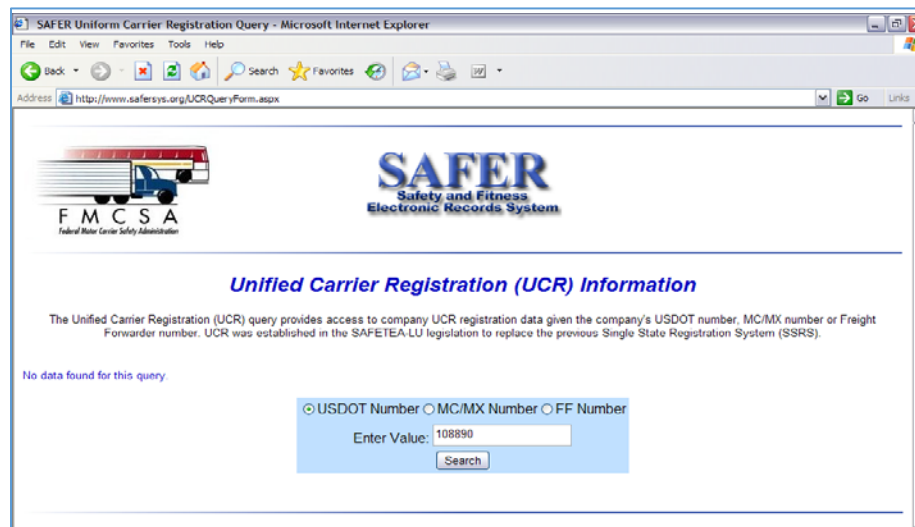 SAFER Uniform Carrier Registration Query - Microsoft Internet Explorer
File Edit View Favorites Tools Help
Back Search Favorites
Address http://www.safersys.org/UCRQueryForm.aspx Go Links
FMCSA
Federal Motor Carrier Safety Administration
SAFER
Safety and Fitness
Electronic Records System
Unified Carrier Registration (UCR) Information
The Unified Carrier Registration (UCR) query provides access to company UCR registration data given the company's USDOT number, MC/MX number or Freight
Forwarder number. UCR was established in the SAFETEA-LU legislation to replace the previous Single State Registration System (SSRS).
No data found for this query.
USDOT Number MC/MX Number FF Number
Enter Value: 108890
Search